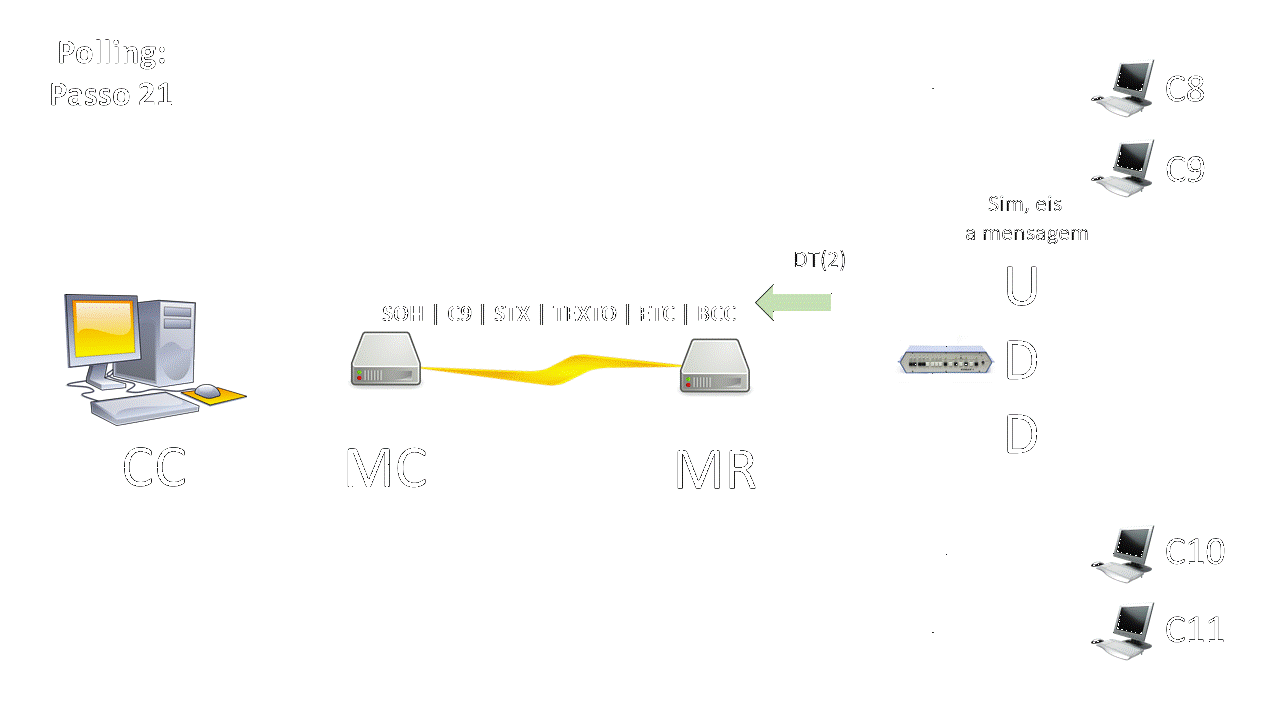 Polling:
Passo 21
C8
C9
Sim, eis
a mensagem
DT(2)
SOH | C9 | STX | TEXTO | ETC | BCC
U
D
D
CC
MC
MR
C10
C11